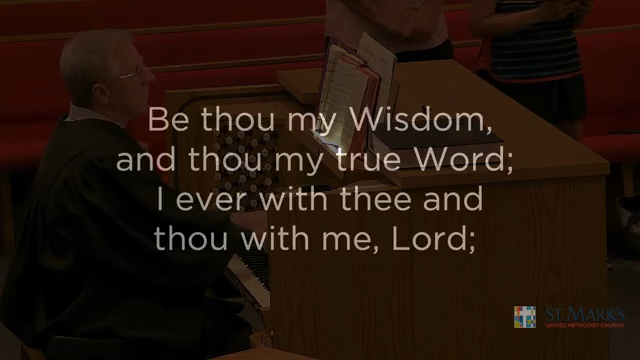 Be thou my Wisdom,
and thou my true Word;
I ever with thee and
thou with me, Lord;
ST. MARK'S
UNITED METHODIST CHURCH